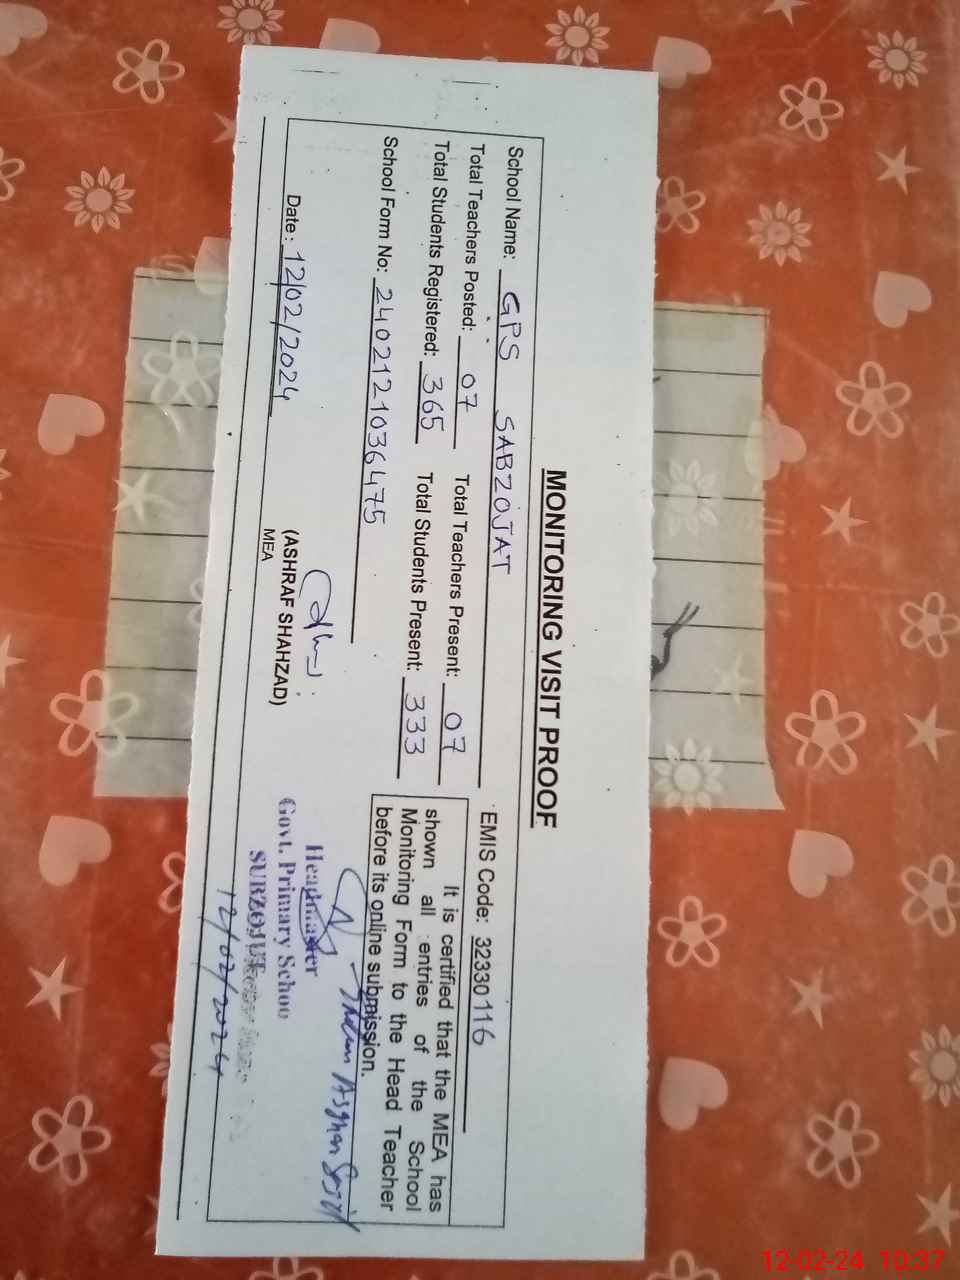 MONITORING VISIT PROOF
School Name: GPS SABZOJAT EMIS Code: 32330116
Total Teachers Posted: 07 Total Teachers Present: 07
Total Students Registered: 365 Total Students Present: 333
School Form No: 2402121036475
It is certified that the MEA has
shown all entries of the School
Monitoring Form to the Head Teacher
before its online submission.
Date: 12/02/2024
(ASHRAF SHAHZAD)
MEA
Headmaster
Govt. Primary Schoo
SUBZOJUT
12/02/2024
12-02-24 10:37